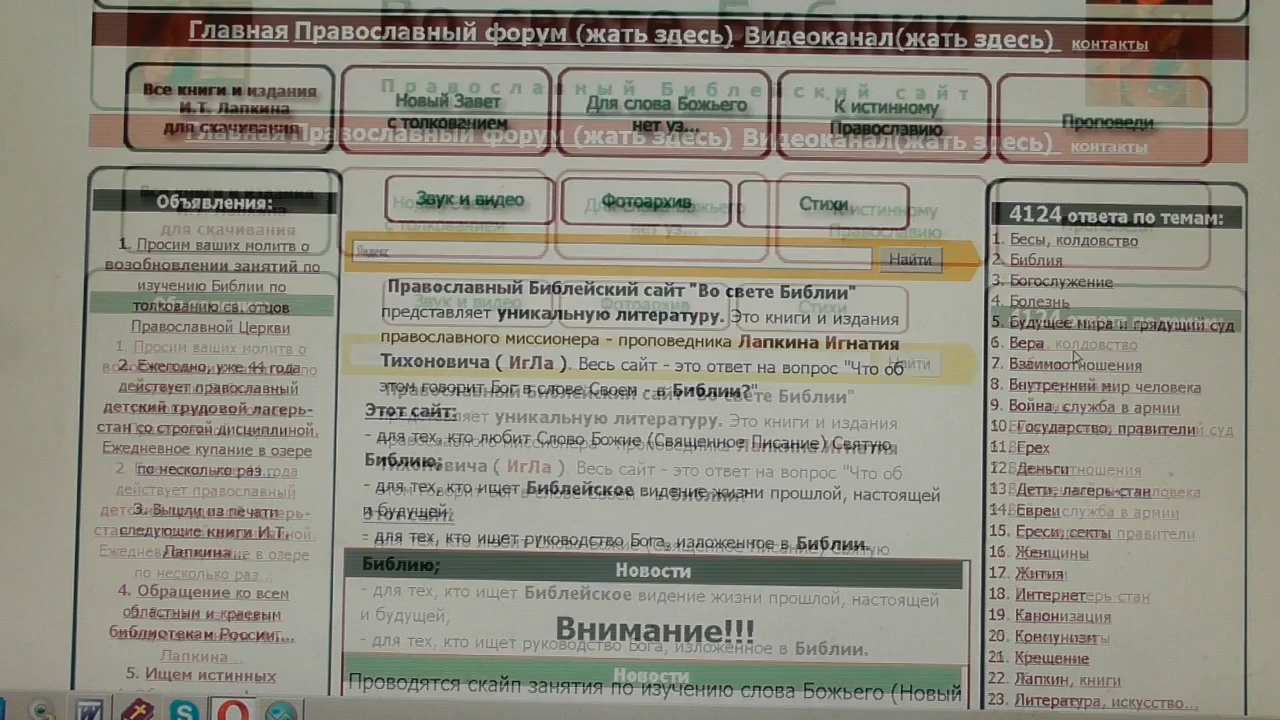 Во свете Библии
Главная Православный форум (жать здесь) Видеоканал(жать здесь) контакты
Православный Библейский сайт
Все книги и издания
И.Т. Лапкина
для скачивания
Новый Завет
с толкованием
Для слова Божьего
нет уз...
К истинному
Православию
Проповеди
Звук и видео
Фотоархив
Стихи
Объявления:
1. Просим ваших молитв о
возобновлении занятий по
изучению Библии по
толкованию св. отцов
Православной Церкви
2. Ежегодно, уже 44 года
действует православный
детский трудовой лагерь-
стан со строгой дисциплиной.
Ежедневное купание в озере
по несколько раз...
3. Вышли из печати
следующие книги И.Т.
Лапкина...
4. Обращение ко всем
областным и краевым
библиотекам России...
5. Ищем истинных
Яндекс
Найти
Православный Библейский сайт "Во свете Библии"
представляет уникальную литературу. Это книги и издания
православного миссионера - проповедника Лапкина Игнатия
Тихоновича ( ИгЛа ). Весь сайт - это ответ на вопрос "Что об
этом говорит Бог в слове Своем - в Библии?"
Этот сайт:
- для тех, кто любит Слово Божие (Священное Писание) Святую
Библию;
- для тех, кто ищет Библейское видение жизни прошлой, настоящей
и будущей;
- для тех, кто ищет руководство Бога, изложенное в Библии.
Новости
Внимание!!!
Проводятся скайп занятия по изучению слова Божьего (Новый
4124 ответа по темам:
1. Бесы, колдовство
2. Библия
3. Богослужение
4. Болезнь
5. Будущее мира и грядущий суд
6. Вера
7. Взаимоотношения
8. Внутренний мир человека
9. Война, служба в армии
10. Государство, правители
11. Грех
12. Деньги
13. Дети, лагерь-стан
14. Евреи
15. Ереси, секты
16. Женщины
17. Жития
18. Интернет
19. Канонизация
20. Коммунизм
21. Крещение
22. Лапкин, книги
23. Литература, искусство...